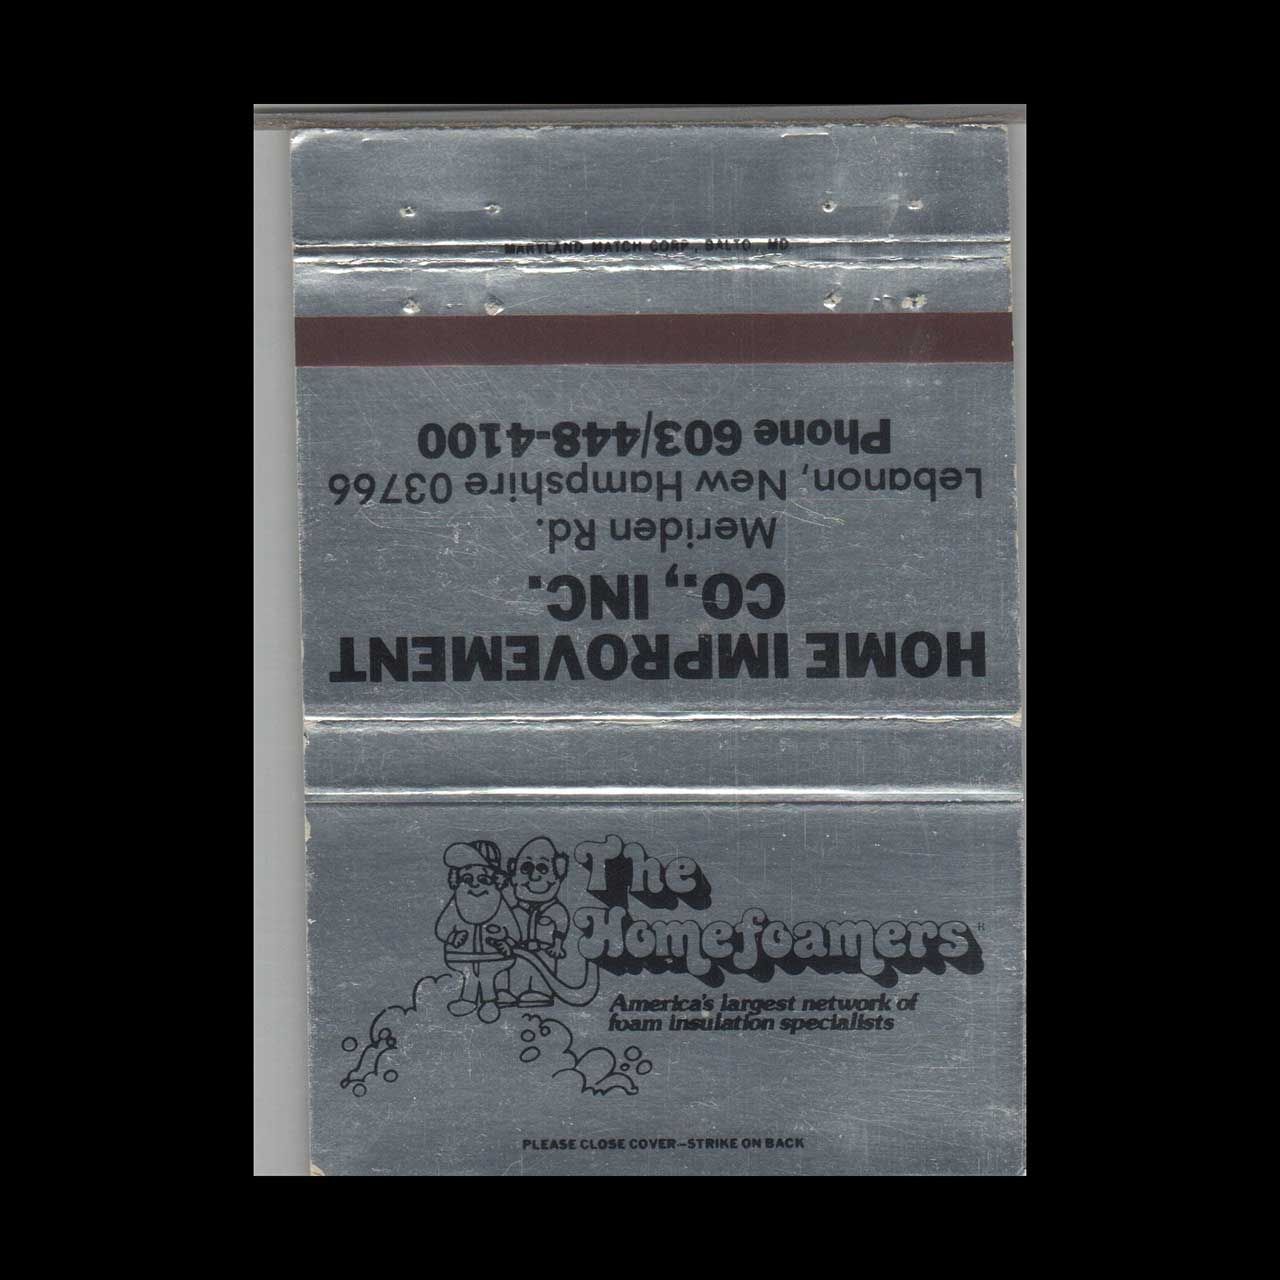 MARYLAND MATCH CORP., BALTO., MD
HOME IMPROVEMENT
CO., INC.
Meriden Rd.
Lebanon, New Hampshire 03766
Phone 603/448-4100
The
Homefoamers
America's largest network of
foam insulation specialists
PLEASE CLOSE COVER—STRIKE ON BACK